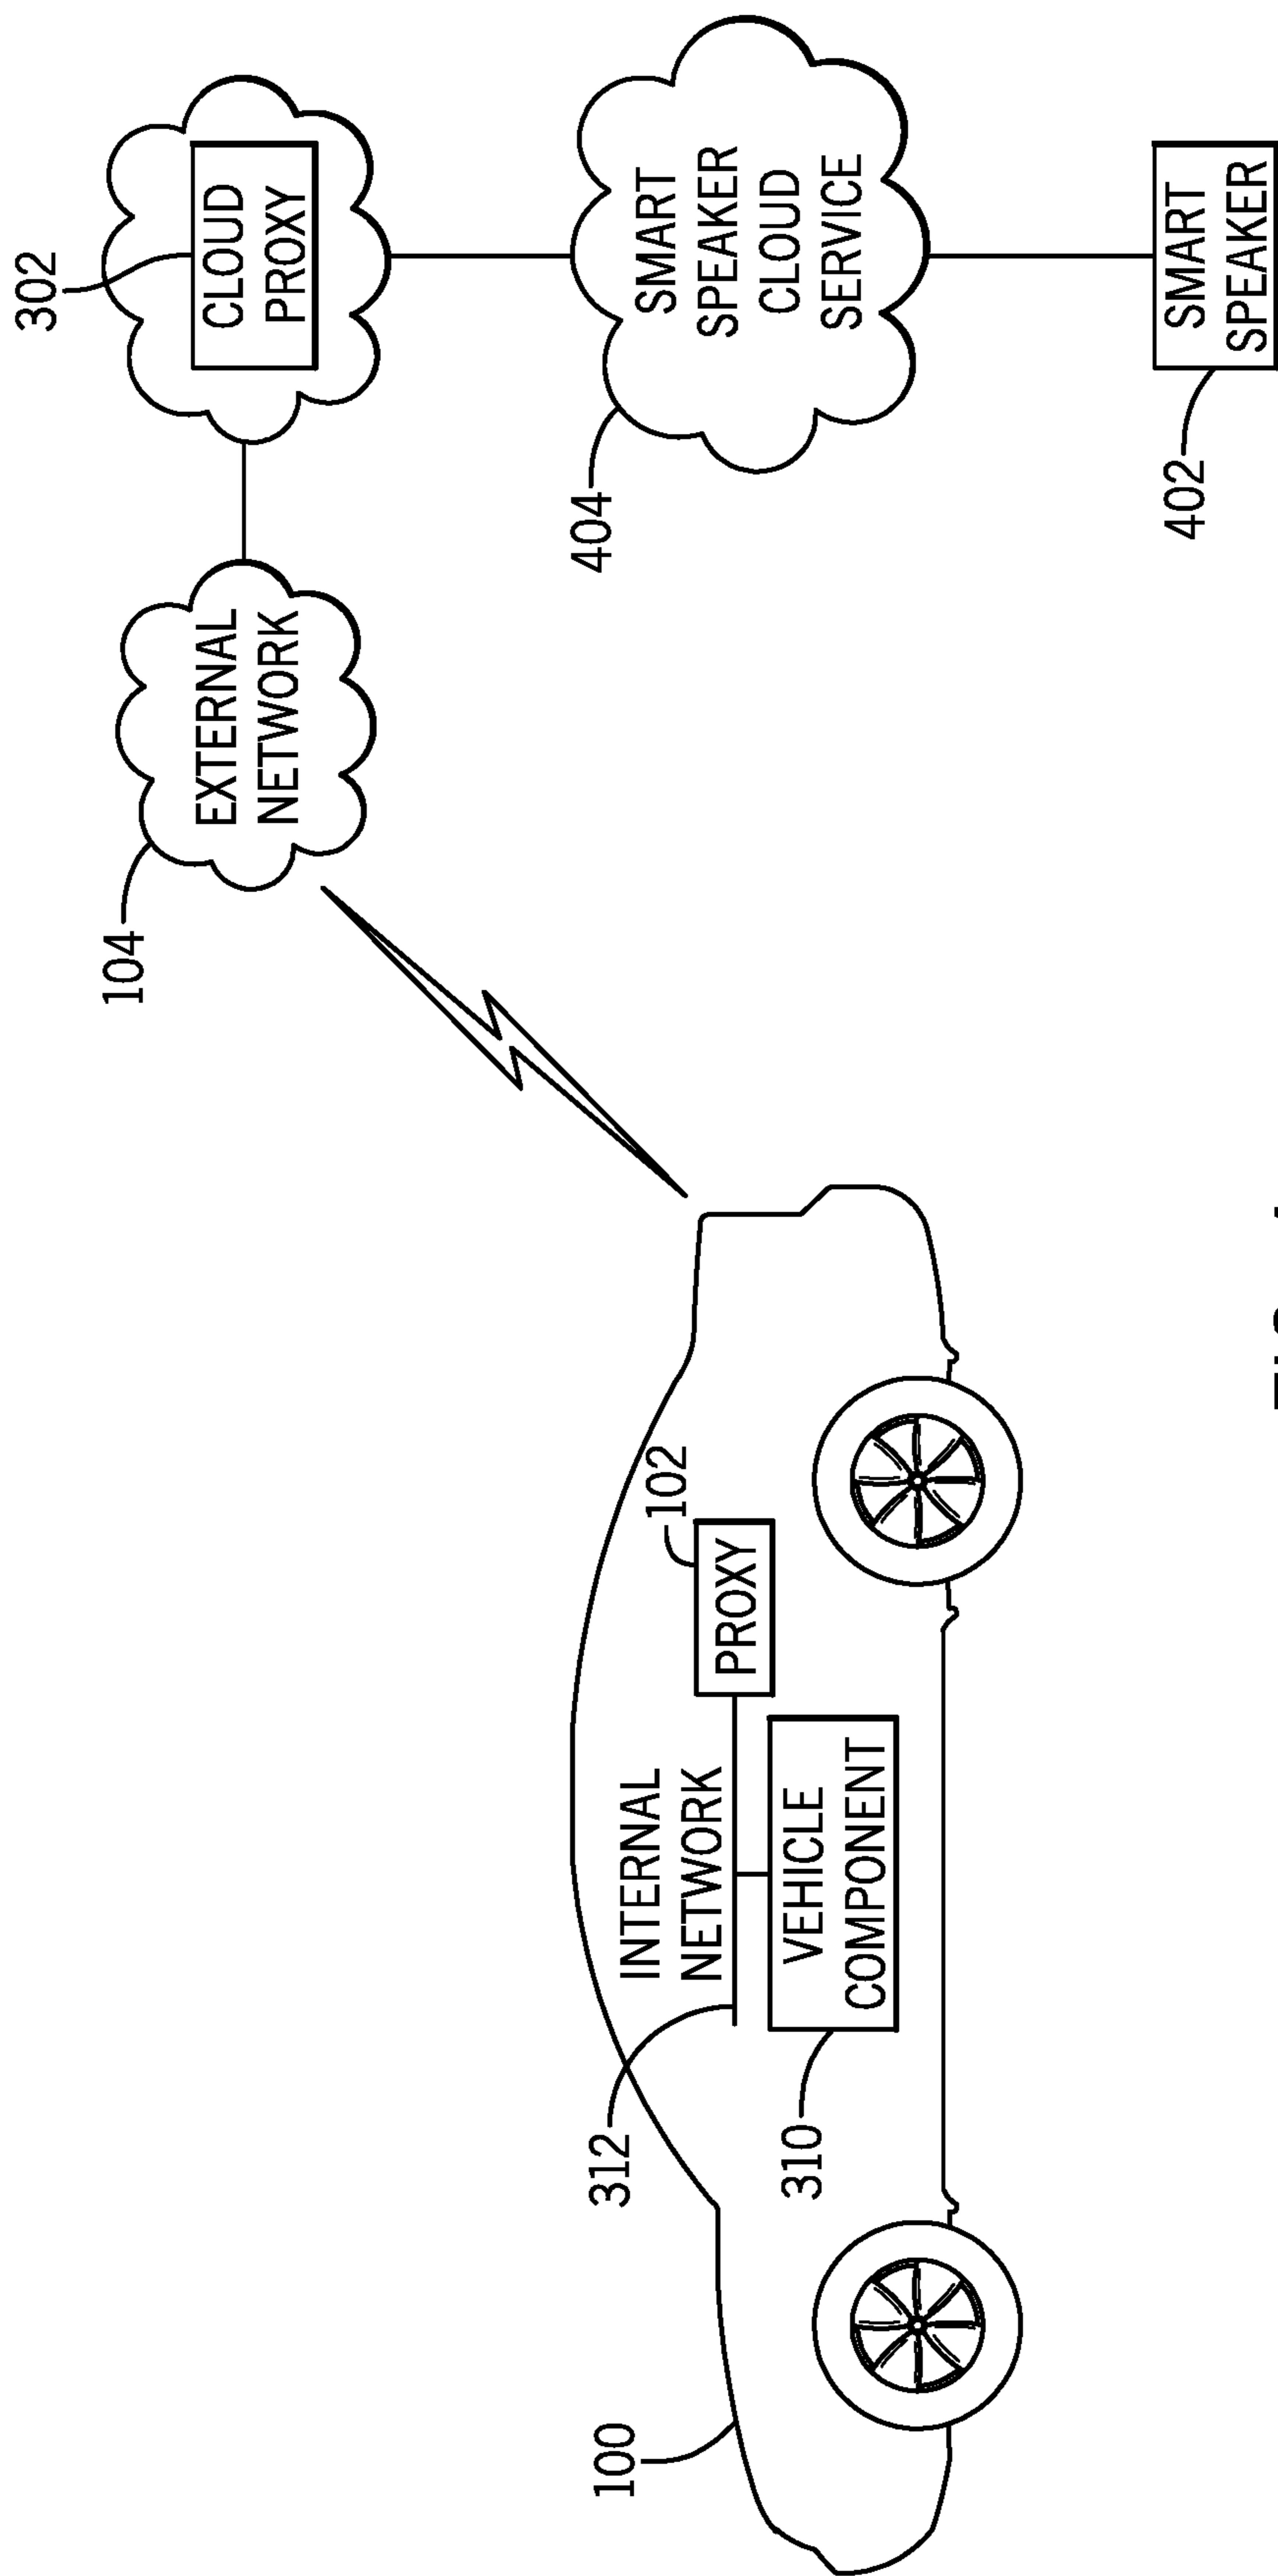 302
CLOUD
PROXY
104
EXTERNAL
NETWORK
404
SMART
SPEAKER
CLOUD
SERVICE
402
SMART
SPEAKER
100
312
INTERNAL
NETWORK
102
PROXY
310
VEHICLE
COMPONENT